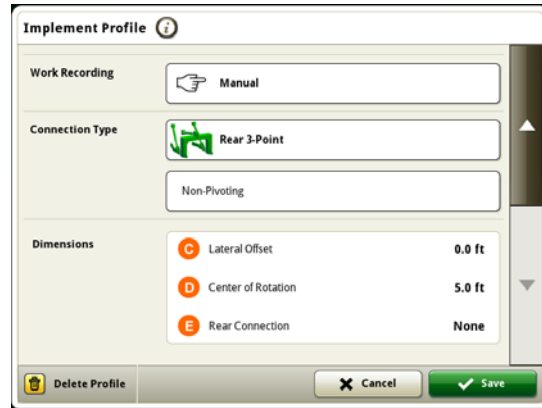 Implement Profile i
Work Recording
Manual
Connection Type
Rear 3-Point
Non-Pivoting
Dimensions
C Lateral Offset 0.0 ft
D Center of Rotation 5.0 ft
E Rear Connection None
Delete Profile
Cancel
Save